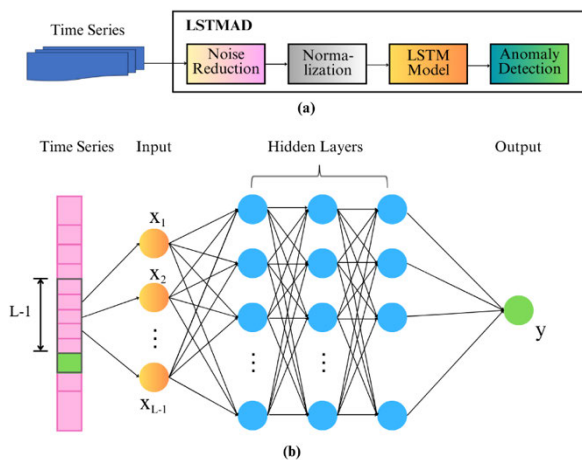 Time Series
LSTMAD
Noise
Reduction
Norma-
lization
LSTM
Model
Anomaly
Detection
(a)
Time Series
Input
Hidden Layers
Output
X1
X2
L-1
⋮
XL-1
⋮
⋮
⋮
y
(b)